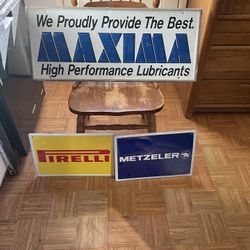 We Proudly Provide The Best.
MAXIMA
High Performance Lubricants
PIRELLI
METZELER